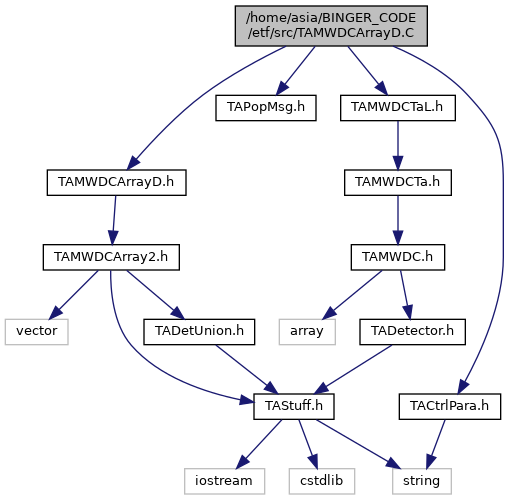 /home/asia/BINGER_CODE
/etf/src/TAMWDCArrayD.C
TAPopMsg.h
TAMWDCTaL.h
TAMWDCArrayD.h
TAMWDCTa.h
TAMWDCArray2.h
TAMWDC.h
vector
TADetUnion.h
array
TADetector.h
TAStuff.h
TACtrlPara.h
iostream
cstdlib
string